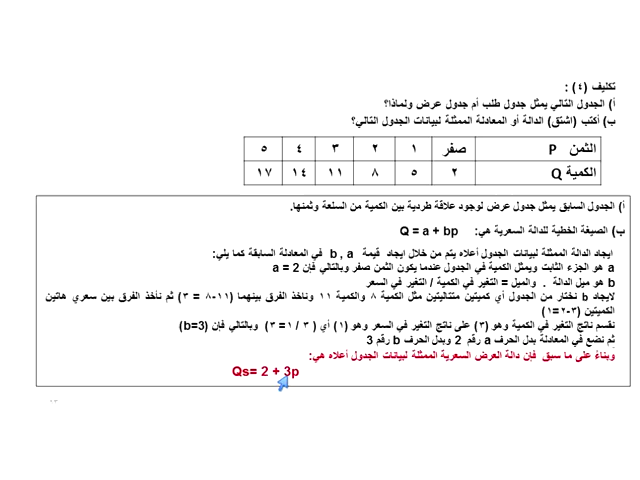 تكليف (٤) :
أ) الجدول التالي يمثل جدول طلب أم جدول عرض ولماذا؟
ب) أكتب (اشتق) الدالة أو المعادلة الممثلة لبيانات الجدول التالي؟
الثمن P صفر ١ ٢ ٣ ٤ ٥
الكمية Q ٢ ٥ ٨ ١١ ١٤ ١٧
أ) الجدول السابق يمثل جدول عرض لوجود علاقة طردية بين الكمية من السلعة وثمنها.
ب) الصيغة الخطية للدالة السعرية هي: Q = a + bp
ايجاد الدالة الممثلة لبيانات الجدول أعلاه يتم من خلال ايجاد قيمة b , a في المعادلة السابقة كما يلي:
a هو الجزء الثابت ويمثل الكمية في الجدول عندما يكون الثمن صفر وبالتالي فإن a = 2
b هو ميل الدالة . والميل = التغير في الكمية / التغير في السعر
لايجاد b نختار من الجدول أي كميتين متتاليتين مثل الكمية ٨ والكمية ١١ وناخذ الفرق بينهما (١١-٨ = ٣) ثم نأخذ الفرق بين سعري هاتين
الكميتين (٣-٢=١)
نقسم ناتج التغير في الكمية وهو (٣) على ناتج التغير في السعر وهو (١) أي ( ٣ / ١ = ٣) وبالتالي فإن (b=3)
ثم نضع في المعادلة بدل الحرف a رقم 2 وبدل الحرف b رقم 3
وبناءً على ما سبق فإن دالة العرض السعرية الممثلة لبيانات الجدول أعلاه هي:
Qs= 2 + 3p